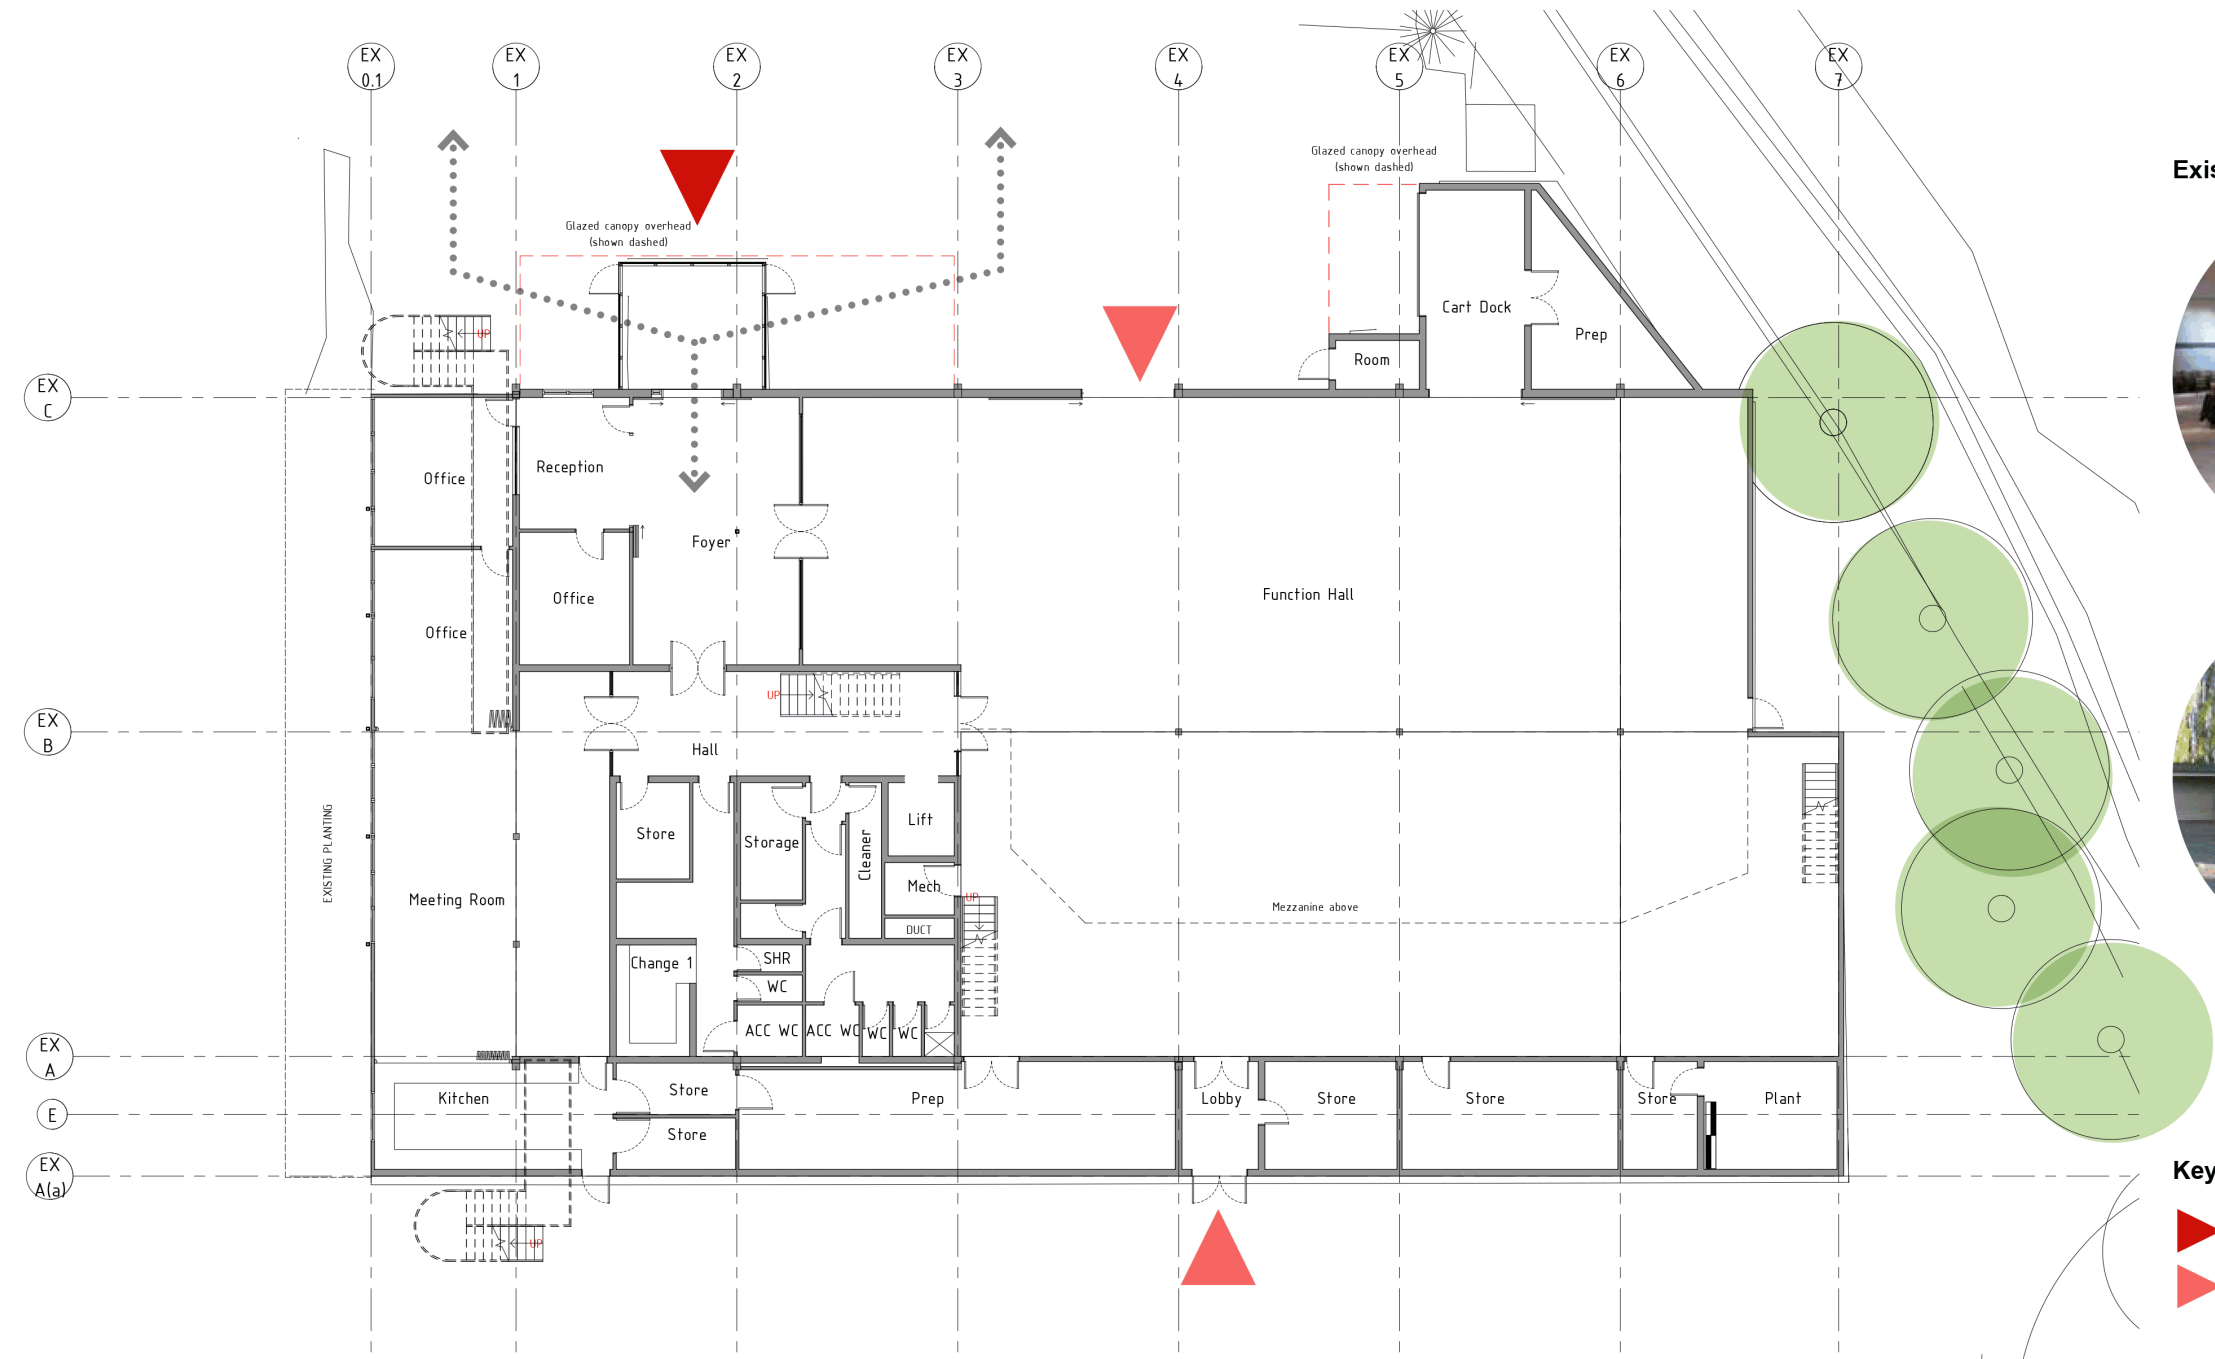 EX
0.1
EX
1
EX
2
EX
3
EX
4
EX
5
EX
6
EX
7
Glazed canopy overhead
(shown dashed)
Exis
Glazed canopy overhead
(shown dashed)
Cart Dock
UP
Prep
Room
EX
C
Reception
Office
Foyer
Function Hall
Office
Office
UP
EX
B
Hall
Lift
Store
Storage
Cleaner
EXISTING PLANTING
Mech
UP
Meeting Room
Mezzanine above
DUCT
SHR
Change 1
WC
ACC WC
ACC WC
WC
WC
EX
A
Store
Kitchen
Prep
Lobby
Store
Store
Store
Plant
E
Store
EX
A(a)
Key
UP